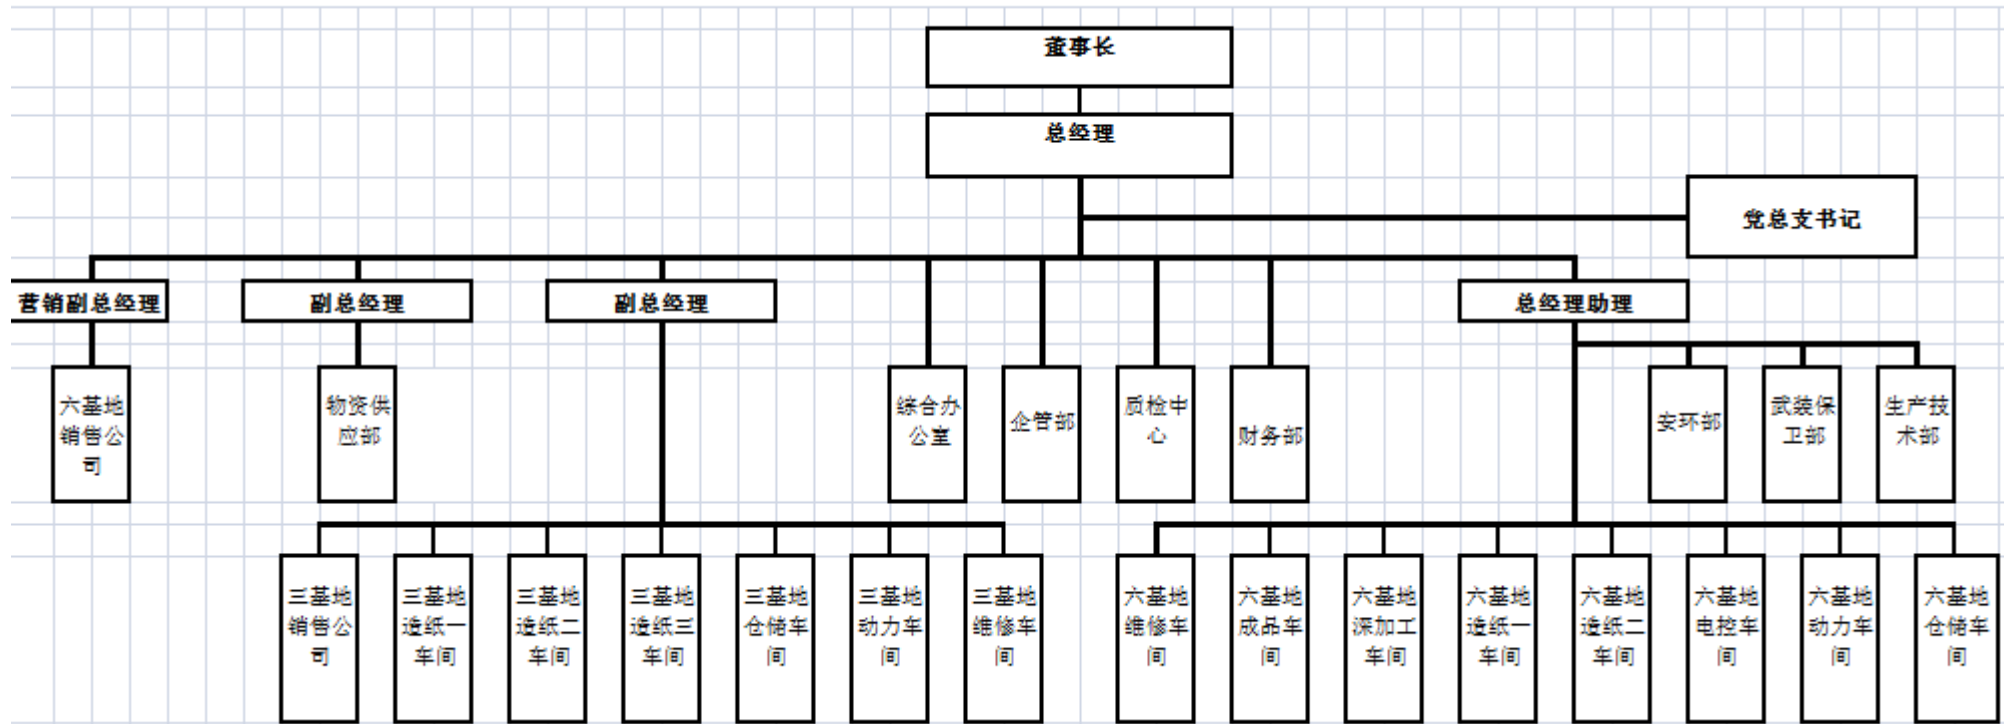 董事长
总经理
党总支书记
营销副总经理
副总经理
副总经理
总经理助理
六基地
销售公
司
物资供
应部
综合办
公室
企管部
质检中
心
财务部
安环部
武装保
卫部
生产技
术部
三基地
销售公
司
三基地
造纸一
车间
三基地
造纸二
车间
三基地
造纸三
车间
三基地
仓储车
间
三基地
动力车
间
三基地
维修车
间
六基地
维修车
间
六基地
成品车
间
六基地
深加工
车间
六基地
造纸一
车间
六基地
造纸二
车间
六基地
电控车
间
六基地
动力车
间
六基地
仓储车
间